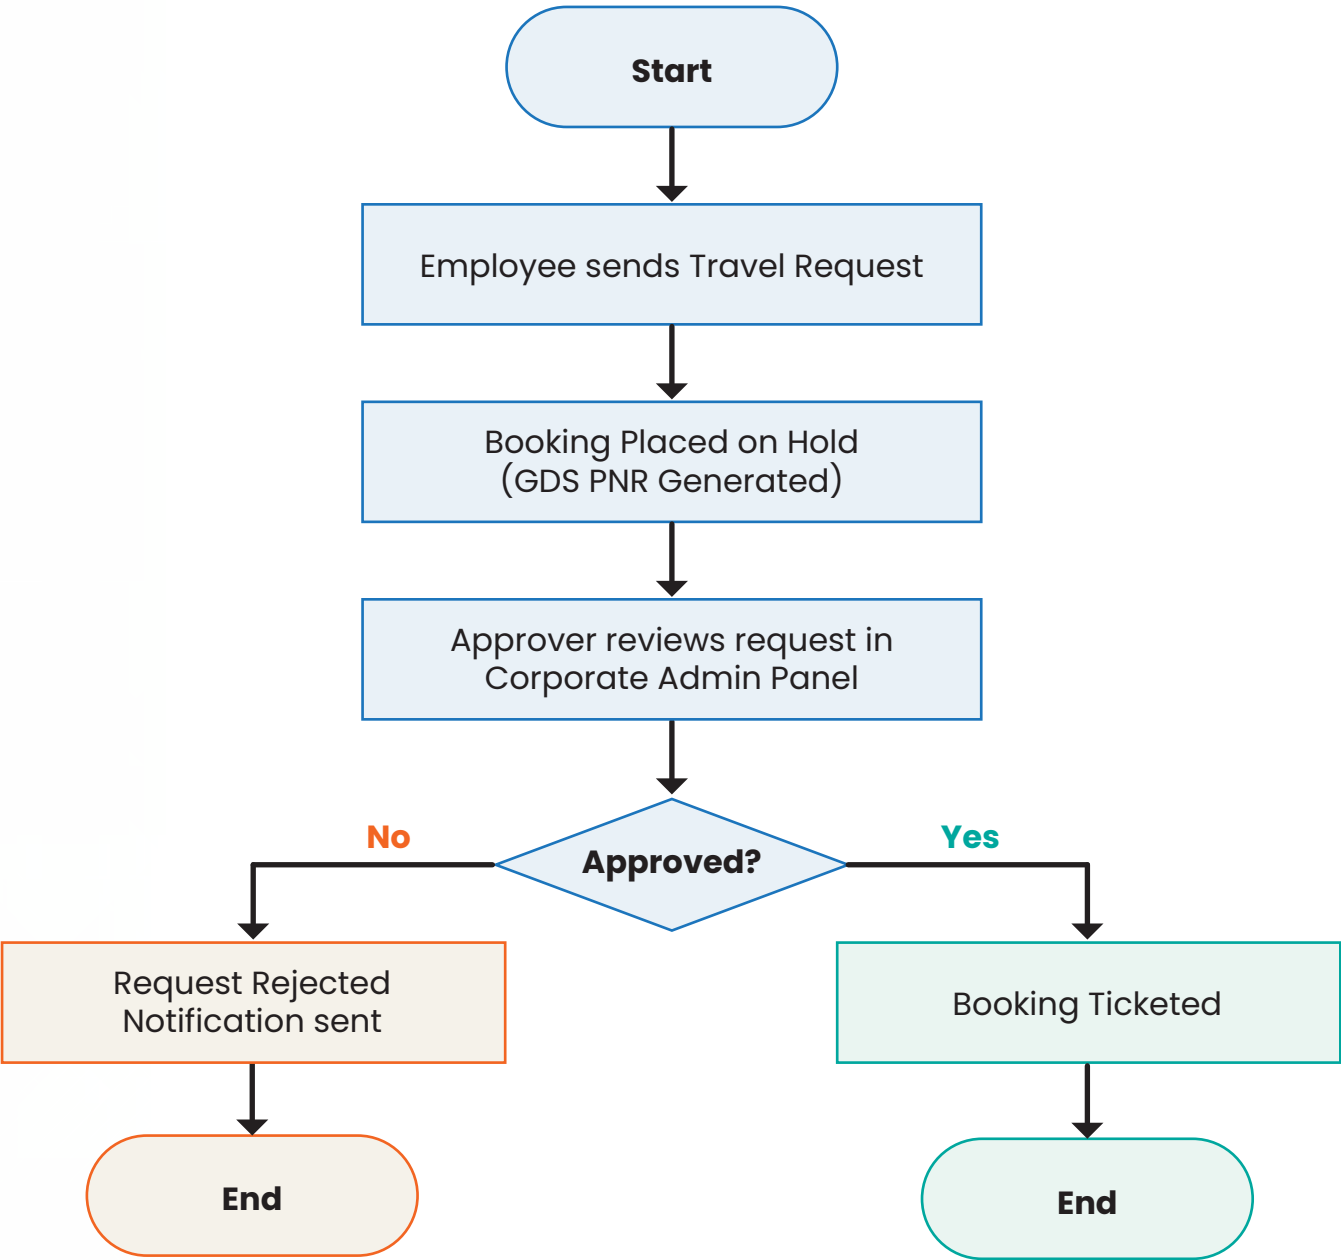 Start
Employee sends Travel Request
Booking Placed on Hold
(GDS PNR Generated)
Approver reviews request in
Corporate Admin Panel
Approved?
No
Yes
Request Rejected
Notification sent
Booking Ticketed
End
End